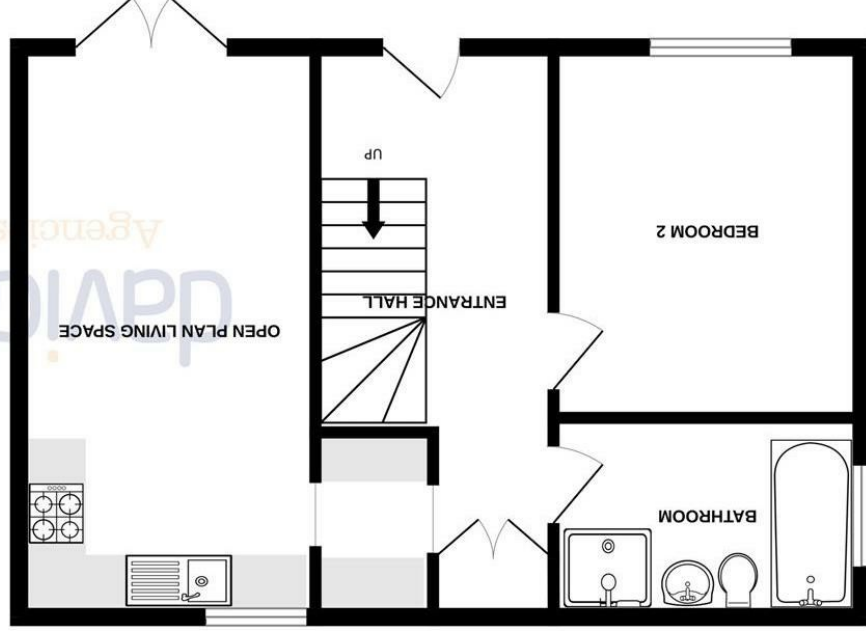 BATHROOM
OPEN PLAN LIVING SPACE
ENTRANCE HALL
BEDROOM 2
UP